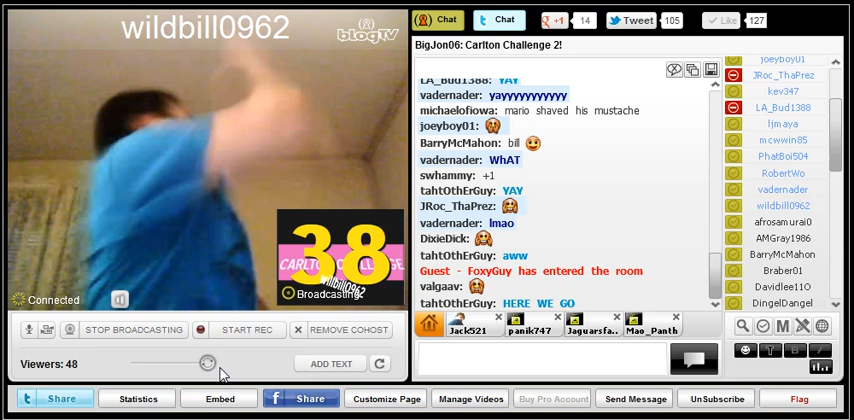 wildbill0962
blogTV
38
CARLTON CHALLENGE
wildbill0962
Connected
Broadcasting
STOP BROADCASTING
START REC
REMOVE COHOST
Viewers: 48
ADD TEXT
Chat
Chat
+1
14
Tweet
105
Like
127
BigJon06: Carlton Challenge 2!
LA_Bud1388: YAY
vadernader: yayyyyyyyyyyy
michaelofiowa: mario shaved his mustache
joeyboy01:
BarryMcMahon: bill
vadernader: WhAT
swhammy: +1
tahtOthErGuy: YAY
JRoc_ThaPrez:
vadernader: lmao
DixieDick:
tahtOthErGuy: aww
Guest - FoxyGuy has entered the room
valgaav:
tahtOthErGuy: HERE WE GO
Jack521
panik747
Jaguarsfa..
Mao_Panth
joeyboy01
JRoc_ThaPrez
kev347
LA_Bud1388
ljmaya
mcwwin85
PhatBoi504
RobertWo
vadernader
wildbill0962
afrosamurai0
AMGray1986
BarryMcMahon
Braber01
Davidlee110
DingelDangel
M
T
B
/
Share
Statistics
Embed
Share
Customize Page
Manage Videos
Buy Pro Account
Send Message
UnSubscribe
Flag